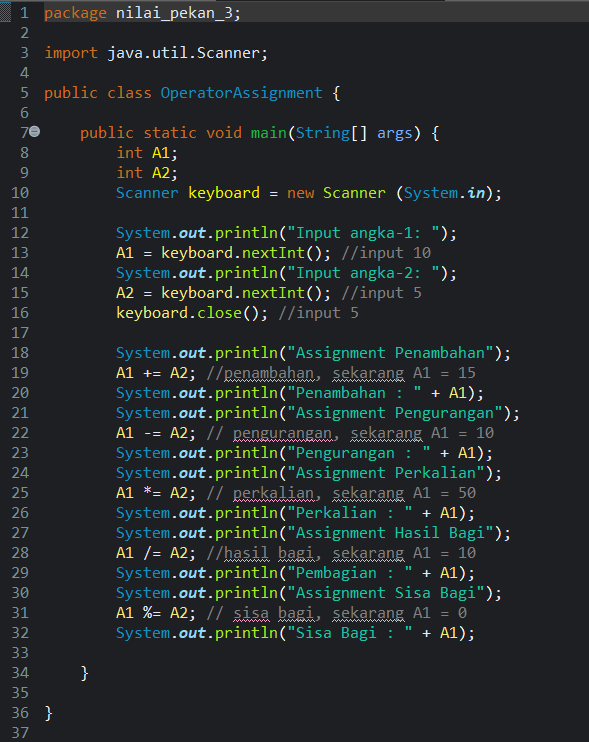 1 package nilai_pekan_3;
2
3 import java.util.Scanner;
4
5 public class OperatorAssignment {
6
7     public static void main(String[] args) {
8         int A1;
9         int A2;
10         Scanner keyboard = new Scanner (System.in);
11
12         System.out.println("Input angka-1: ");
13         A1 = keyboard.nextInt(); //input 10
14         System.out.println("Input angka-2: ");
15         A2 = keyboard.nextInt(); //input 5
16         keyboard.close(); //input 5
17
18         System.out.println("Assignment Penambahan");
19         A1 += A2; //penambahan, sekarang A1 = 15
20         System.out.println("Penambahan : " + A1);
21         System.out.println("Assignment Pengurangan");
22         A1 -= A2; // pengurangan, sekarang A1 = 10
23         System.out.println("Pengurangan : " + A1);
24         System.out.println("Assignment Perkalian");
25         A1 *= A2; // perkalian, sekarang A1 = 50
26         System.out.println("Perkalian : " + A1);
27         System.out.println("Assignment Hasil Bagi");
28         A1 /= A2; //hasil bagi, sekarang A1 = 10
29         System.out.println("Pembagian : " + A1);
30         System.out.println("Assignment Sisa Bagi");
31         A1 %= A2; // sisa bagi, sekarang A1 = 0
32         System.out.println("Sisa Bagi : " + A1);
33
34     }
35
36 }
37